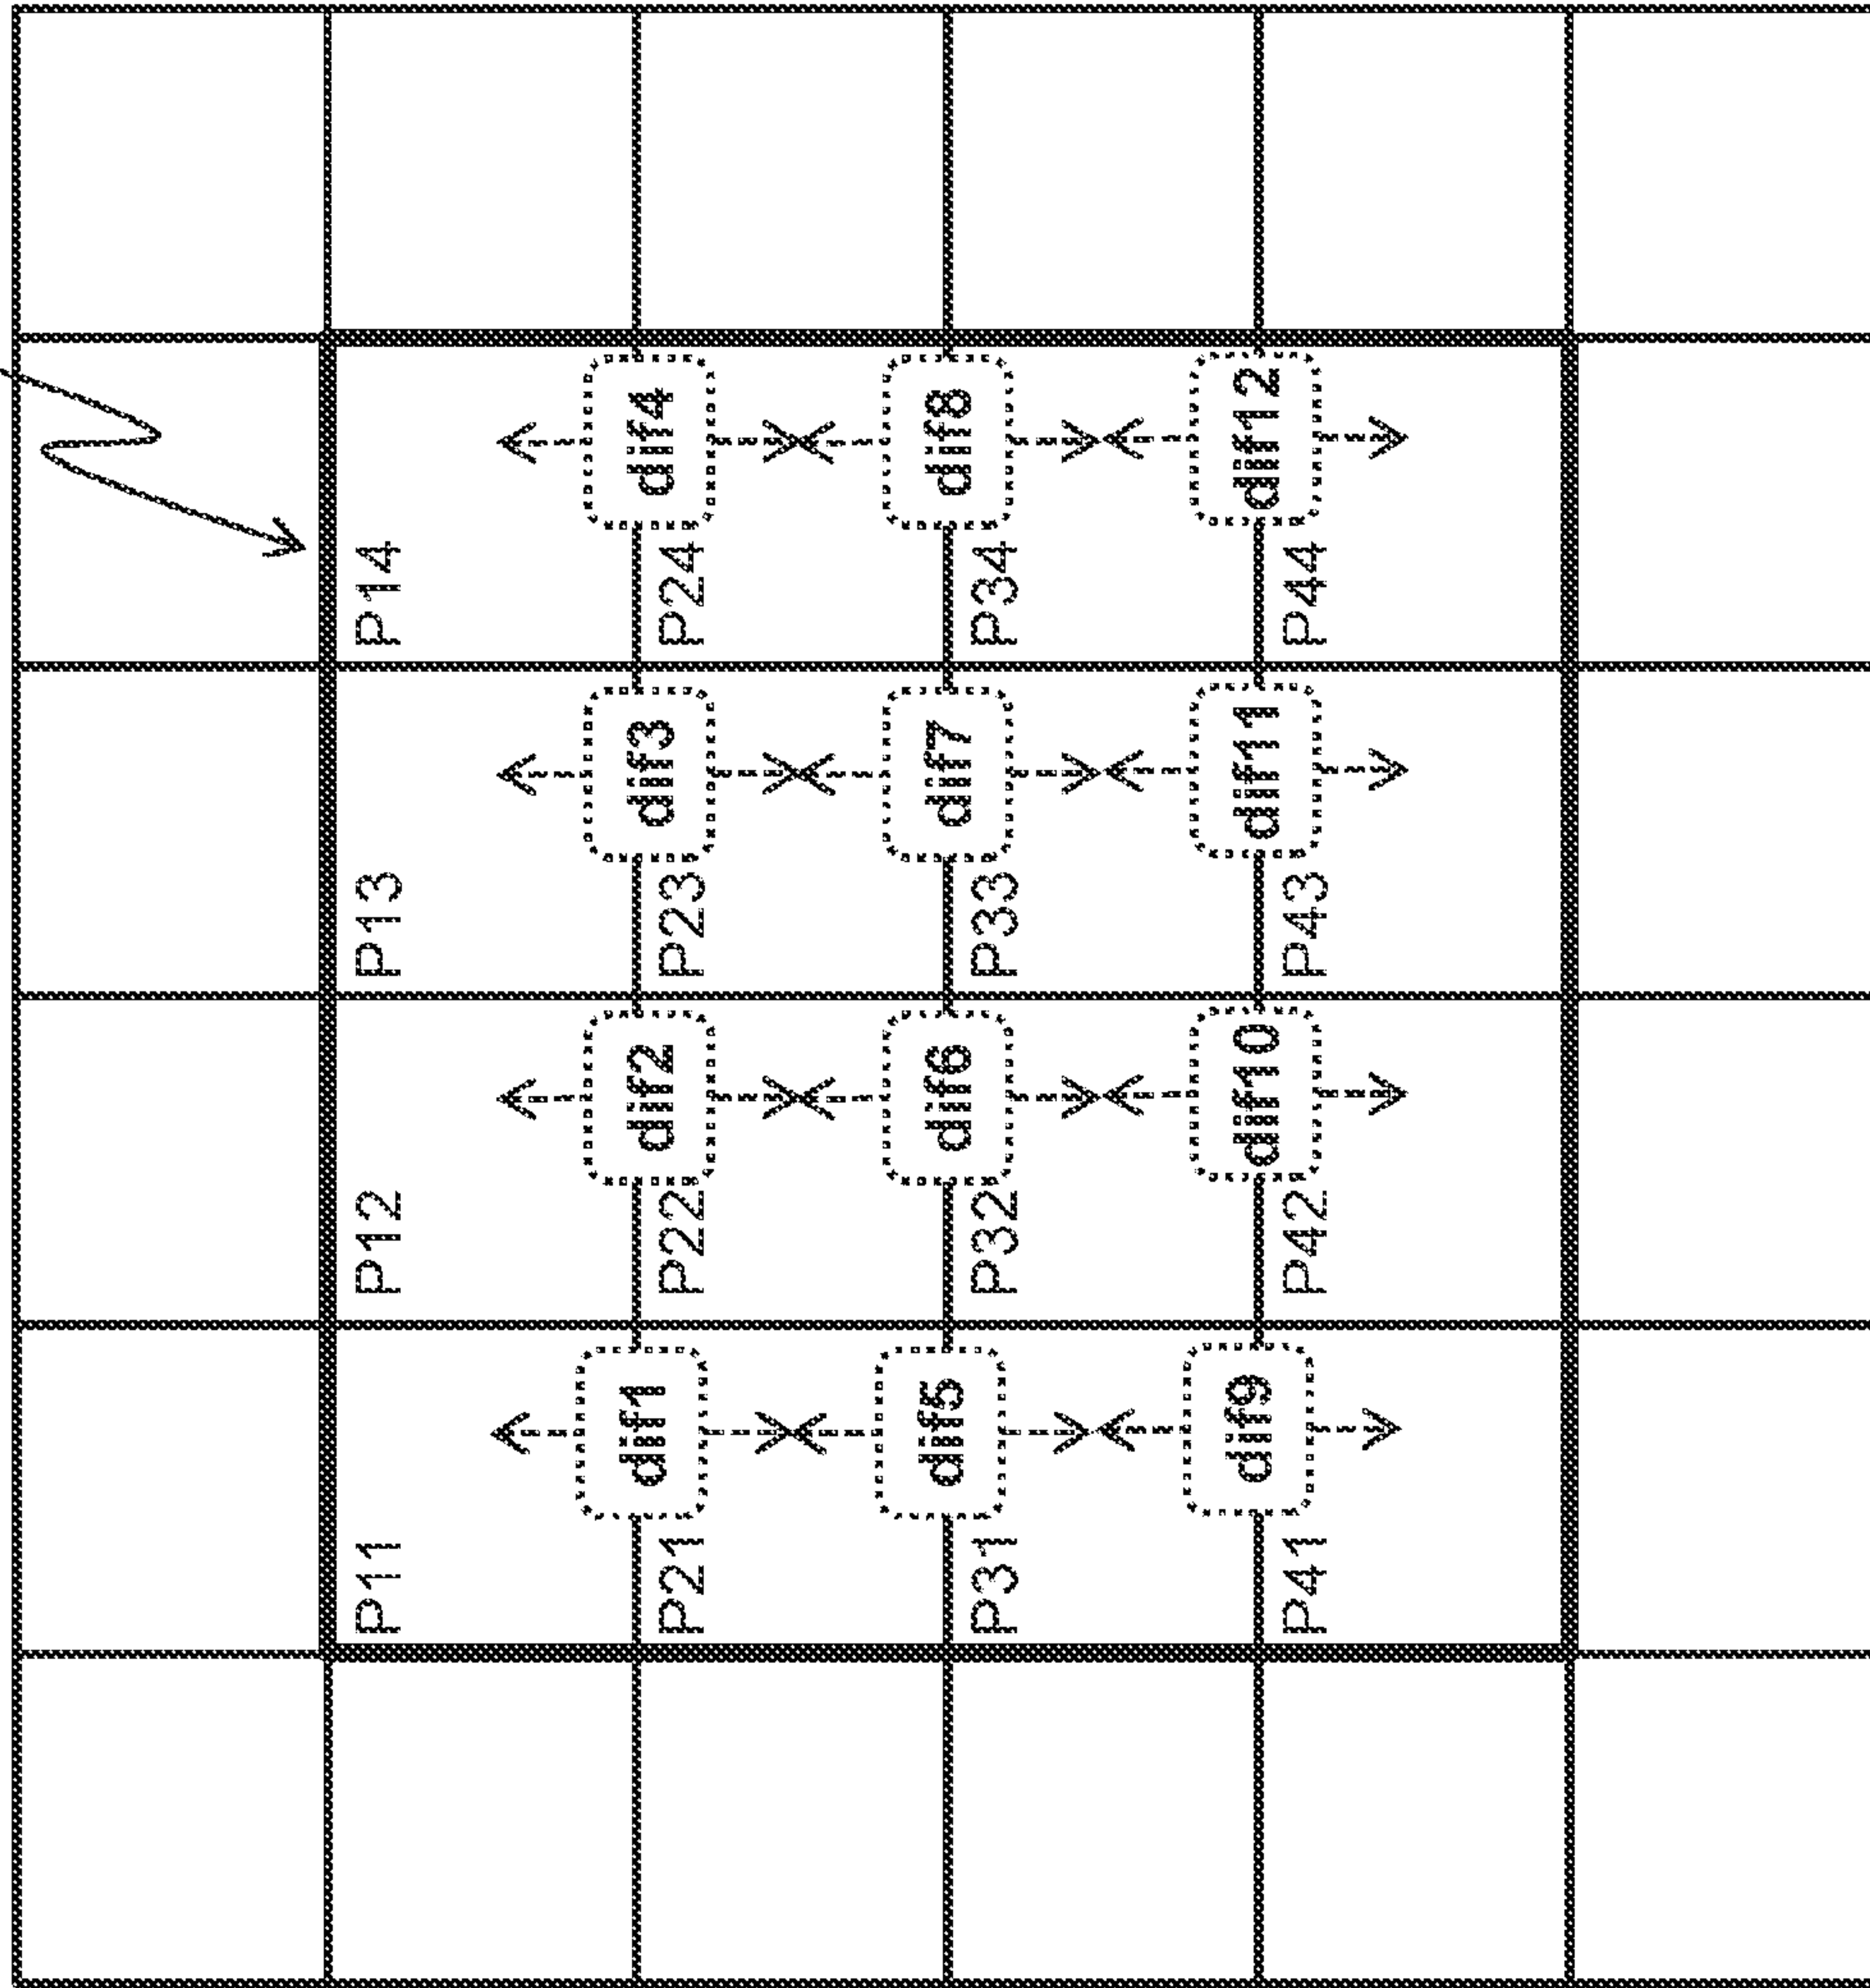 P11 P12 P13 P14
dif1 dif2 dif3 dif4
P21 P22 P23 P24
dif5 dif6 dif7 dif8
P31 P32 P33 P34
dif9 dif10 dif11 dif12
P41 P42 P43 P44